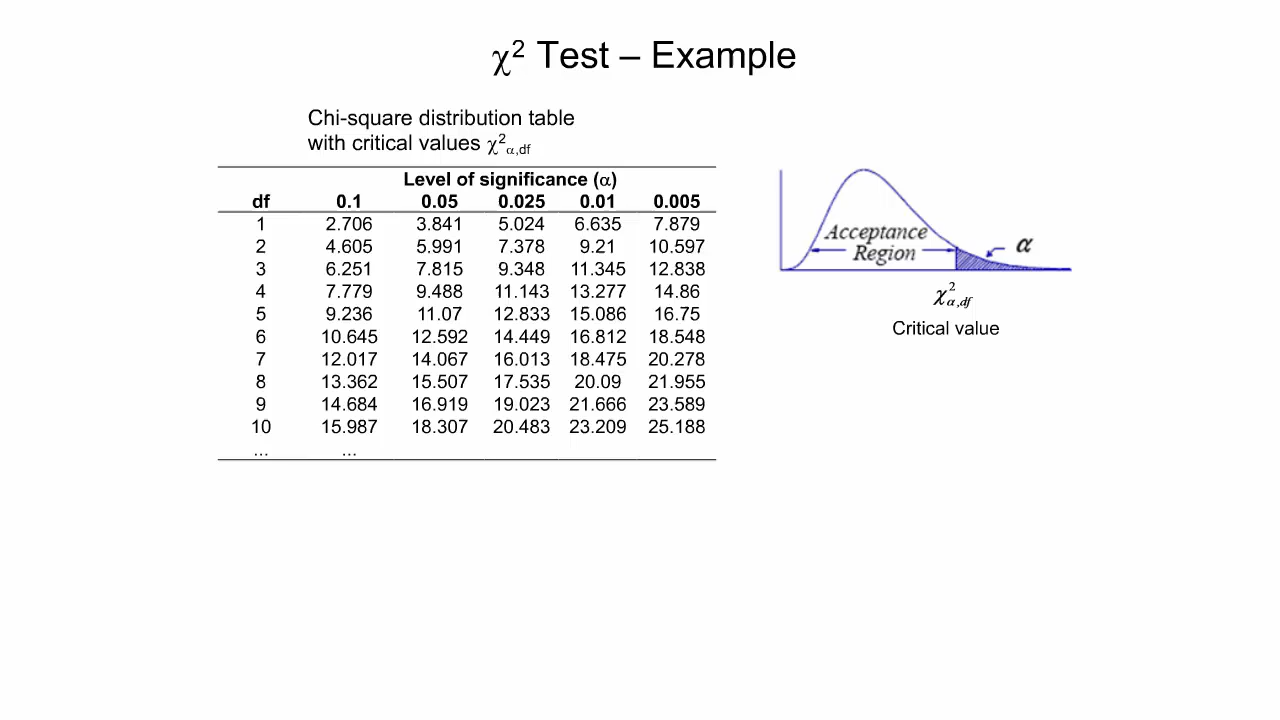 χ² Test – Example
Chi-square distribution table
with critical values χ²α,df
Level of significance (α)
df 0.1 0.05 0.025 0.01 0.005
1 2.706 3.841 5.024 6.635 7.879
2 4.605 5.991 7.378 9.21 10.597
3 6.251 7.815 9.348 11.345 12.838
4 7.779 9.488 11.143 13.277 14.86
5 9.236 11.07 12.833 15.086 16.75
6 10.645 12.592 14.449 16.812 18.548
7 12.017 14.067 16.013 18.475 20.278
8 13.362 15.507 17.535 20.09 21.955
9 14.684 16.919 19.023 21.666 23.589
10 15.987 18.307 20.483 23.209 25.188
... ...
Acceptance
Region
α
χ²α,df
Critical value